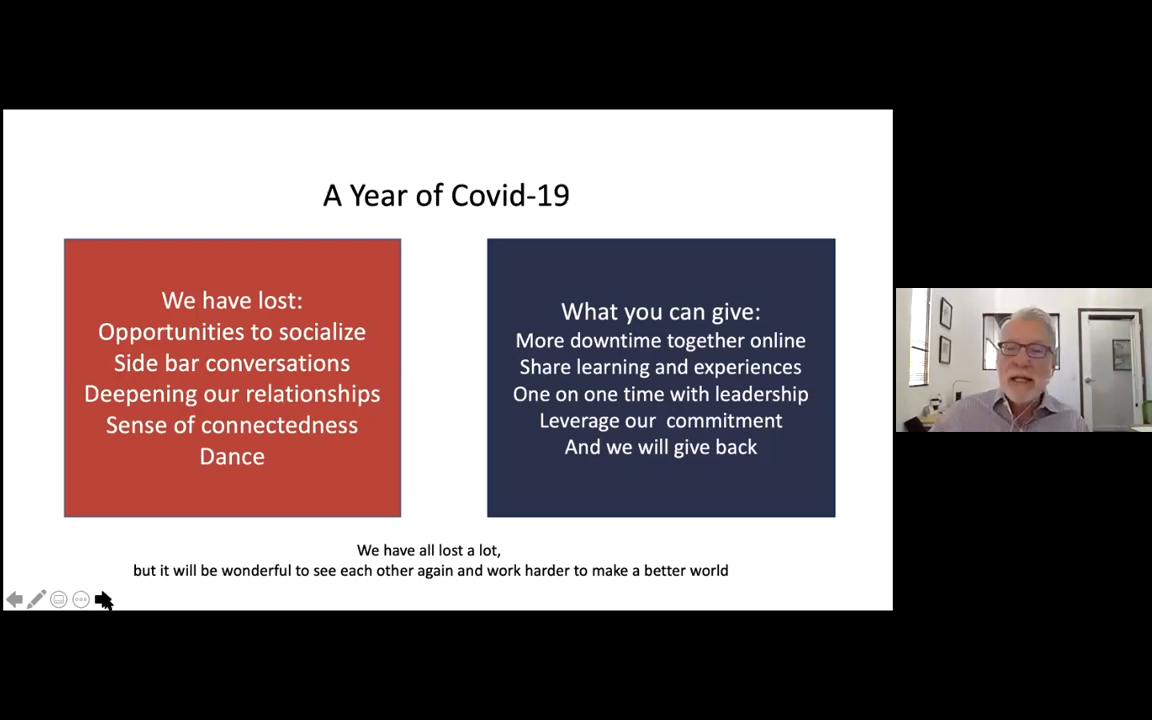 A Year of Covid-19
We have lost:
Opportunities to socialize
Side bar conversations
Deepening our relationships
Sense of connectedness
Dance
What you can give:
More downtime together online
Share learning and experiences
One on one time with leadership
Leverage our commitment
And we will give back
We have all lost a lot,
but it will be wonderful to see each other again and work harder to make a better world